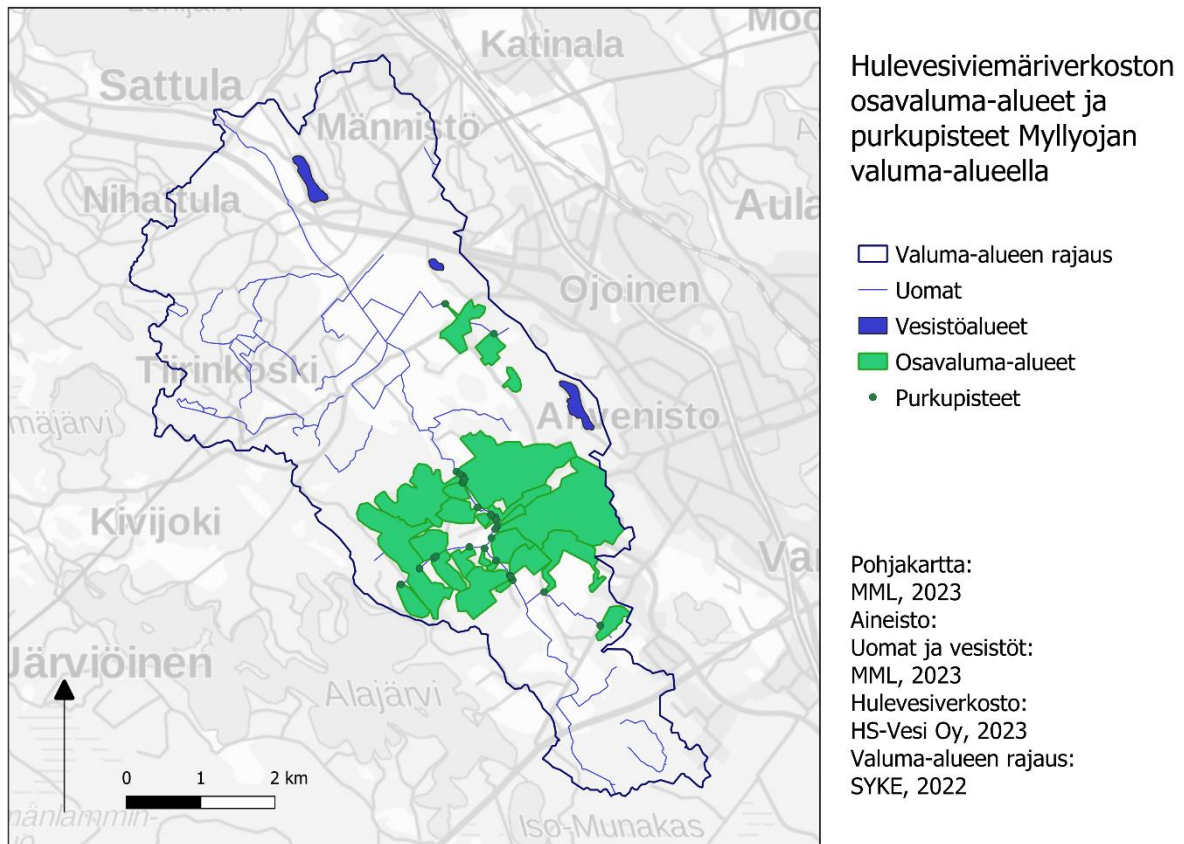 Katinala
Sattula
Männistö
Nihattula
Aula
Ojoinen
Tiirinkoski
Ahvenisto
mäjärvi
Kivijoki
Järviöinen
Alajärvi
mänlammin-
Iso-Munakas
0 1 2 km
Hulevesiviemäriverkoston
osavaluma-alueet ja
purkupisteet Myllyojan
valuma-alueella
Valuma-alueen rajaus
Uomat
Vesistöalueet
Osavaluma-alueet
Purkupisteet
Pohjakartta:
MML, 2023
Aineisto:
Uomat ja vesistöt:
MML, 2023
Hulevesiverkosto:
HS-Vesi Oy, 2023
Valuma-alueen rajaus:
SYKE, 2022